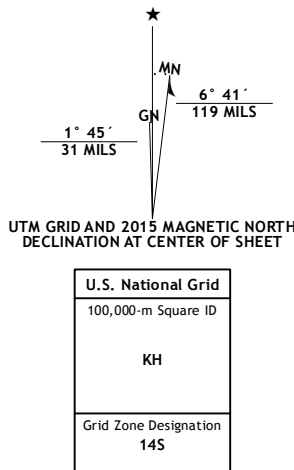 ★
MN
GN
6° 41´
119 MILS
1° 45´
31 MILS
UTM GRID AND 2015 MAGNETIC NORTH
DECLINATION AT CENTER OF SHEET
U.S. National Grid
100,000-m Square ID
KH
Grid Zone Designation
14S